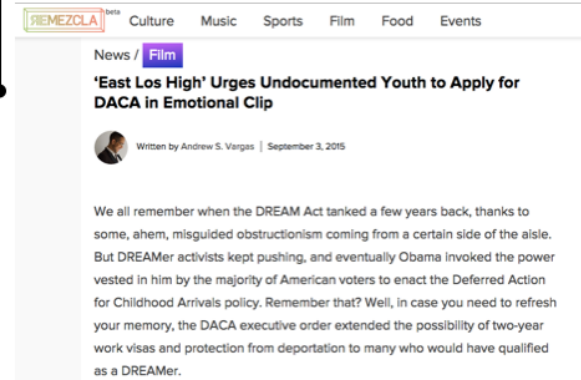 REMEZCLA beta
Culture Music Sports Film Food Events
News / Film
‘East Los High’ Urges Undocumented Youth to Apply for
DACA in Emotional Clip
Written by Andrew S. Vargas | September 3, 2015
We all remember when the DREAM Act tanked a few years back, thanks to
some, ahem, misguided obstructionism coming from a certain side of the aisle.
But DREAMer activists kept pushing, and eventually Obama invoked the power
vested in him by the majority of American voters to enact the Deferred Action
for Childhood Arrivals policy. Remember that? Well, in case you need to refresh
your memory, the DACA executive order extended the possibility of two-year
work visas and protection from deportation to many who would have qualified
as a DREAMer.